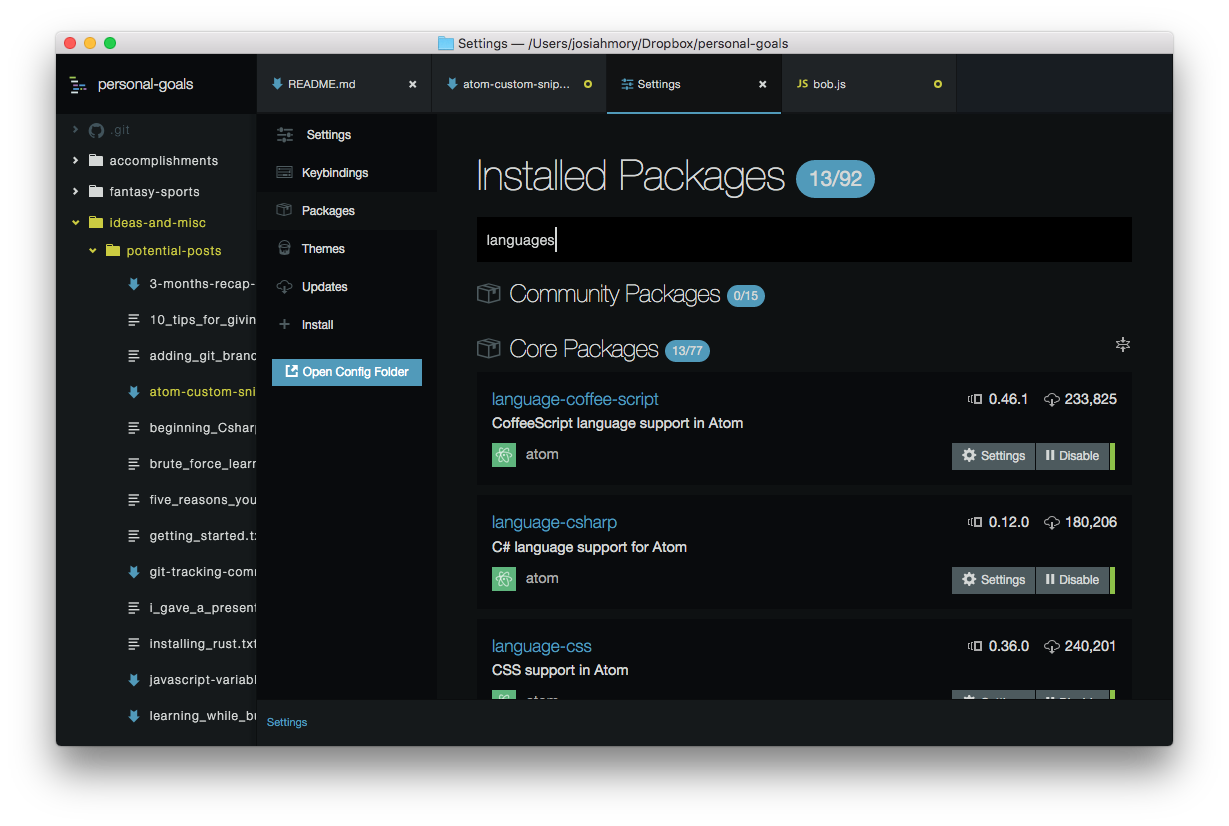 Settings — /Users/josiahmory/Dropbox/personal-goals
personal-goals
README.md
atom-custom-snip...
Settings
JS bob.js
.git
accomplishments
fantasy-sports
ideas-and-misc
potential-posts
3-months-recap-
10_tips_for_givin
adding_git_branc
atom-custom-sni
beginning_Csharp
brute_force_learn
five_reasons_you
getting_started.tx
git-tracking-comm
i_gave_a_present
installing_rust.txt
javascript-variabl
learning_while_bu
Settings
Keybindings
Packages
Themes
Updates
Install
Open Config Folder
Installed Packages 13/92
languages
Community Packages 0/15
Core Packages 13/77
language-coffee-script 0.46.1 233,825
CoffeeScript language support in Atom
atom Settings Disable
language-csharp 0.12.0 180,206
C# language support for Atom
atom Settings Disable
language-css 0.36.0 240,201
CSS support in Atom
Settings